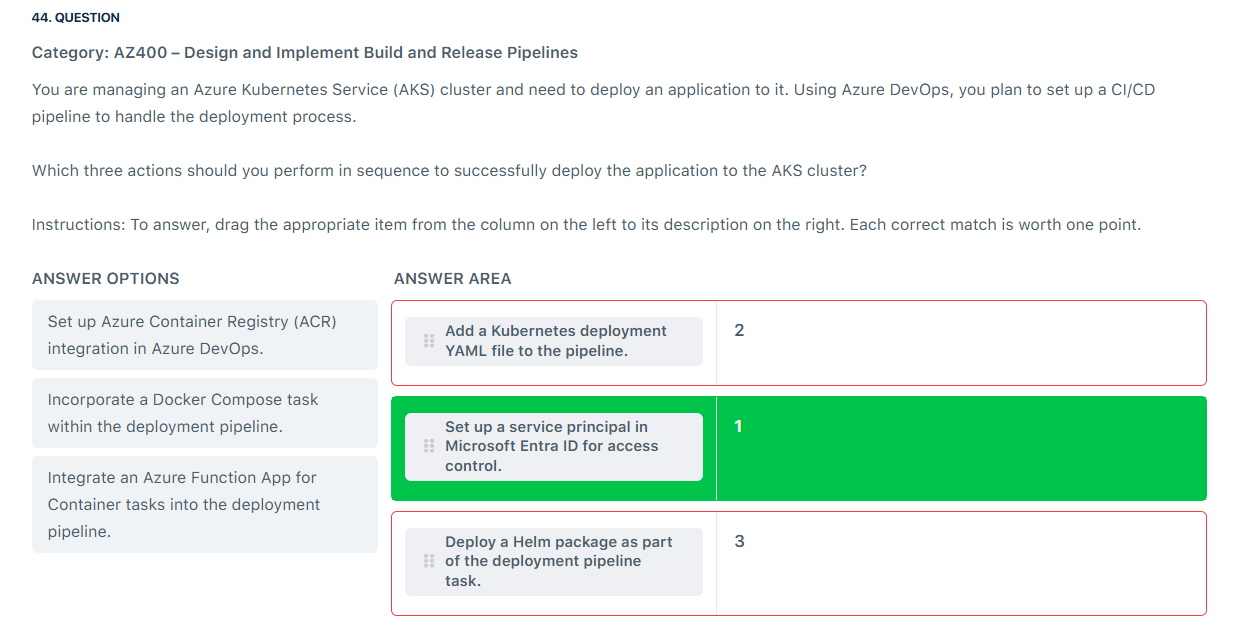 44. QUESTION
Category: AZ400 – Design and Implement Build and Release Pipelines
You are managing an Azure Kubernetes Service (AKS) cluster and need to deploy an application to it. Using Azure DevOps, you plan to set up a CI/CD
pipeline to handle the deployment process.
Which three actions should you perform in sequence to successfully deploy the application to the AKS cluster?
Instructions: To answer, drag the appropriate item from the column on the left to its description on the right. Each correct match is worth one point.
ANSWER OPTIONS
Set up Azure Container Registry (ACR)
integration in Azure DevOps.
Incorporate a Docker Compose task
within the deployment pipeline.
Integrate an Azure Function App for
Container tasks into the deployment
pipeline.
ANSWER AREA
Add a Kubernetes deployment
YAML file to the pipeline.
2
Set up a service principal in
Microsoft Entra ID for access
control.
1
Deploy a Helm package as part
of the deployment pipeline
task.
3